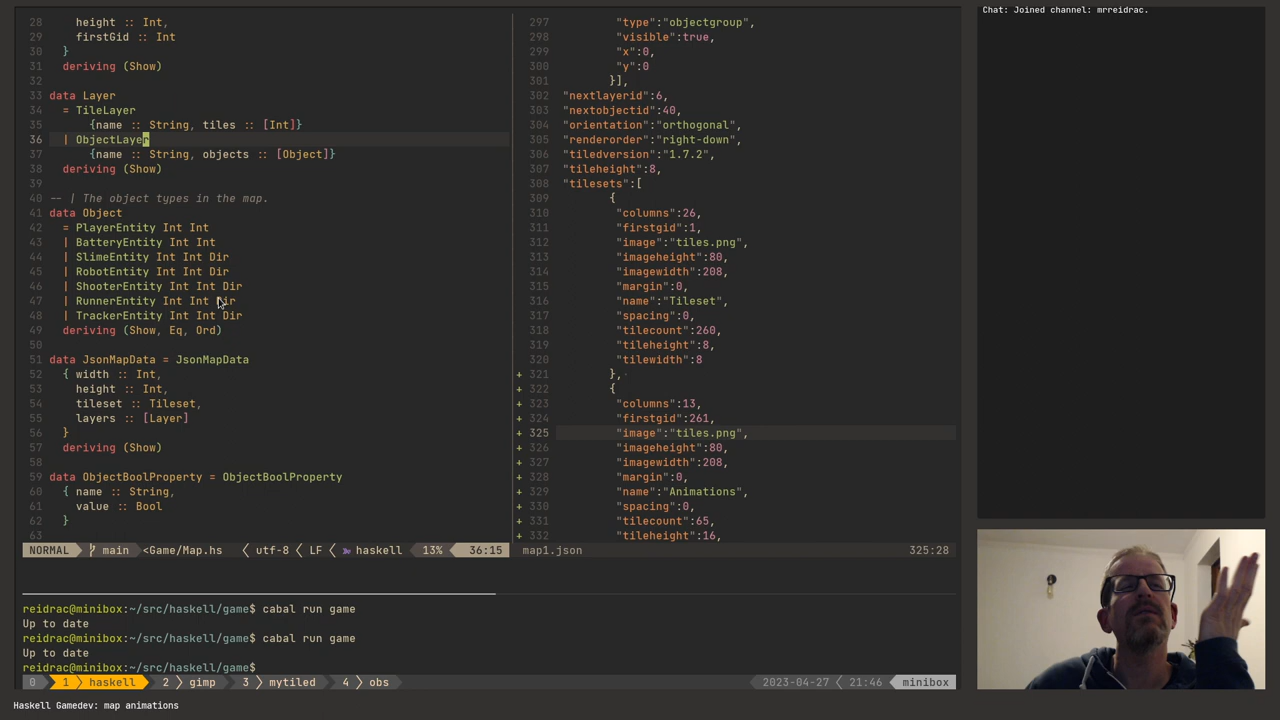 28 height :: Int,
29 firstGid :: Int
30 }
31 deriving (Show)
32
33 data Layer
34 = TileLayer
35 {name :: String, tiles :: [Int]}
36 | ObjectLayer
37 {name :: String, objects :: [Object]}
38 deriving (Show)
39
40 -- | The object types in the map.
41 data Object
42 = PlayerEntity Int Int
43 | BatteryEntity Int Int
44 | SlimeEntity Int Int Dir
45 | RobotEntity Int Int Dir
46 | ShooterEntity Int Int Dir
47 | RunnerEntity Int Int Dir
48 | TrackerEntity Int Int Dir
49 deriving (Show, Eq, Ord)
50
51 data JsonMapData = JsonMapData
52 { width :: Int,
53 height :: Int,
54 tileset :: Tileset,
55 layers :: [Layer]
56 }
57 deriving (Show)
58
59 data ObjectBoolProperty = ObjectBoolProperty
60 { name :: String,
61 value :: Bool
62 }
63
NORMAL main <Game/Map.hs utf-8 LF haskell 13% 36:15
297 "type":"objectgroup",
298 "visible":true,
299 "x":0,
300 "y":0
301 }],
302 "nextlayerid":6,
303 "nextobjectid":40,
304 "orientation":"orthogonal",
305 "renderorder":"right-down",
306 "tiledversion":"1.7.2",
307 "tileheight":8,
308 "tilesets":[
309 {
310 "columns":26,
311 "firstgid":1,
312 "image":"tiles.png",
313 "imageheight":80,
314 "imagewidth":208,
315 "margin":0,
316 "name":"Tileset",
317 "spacing":0,
318 "tilecount":260,
319 "tileheight":8,
320 "tilewidth":8
+ 321 },
+ 322 {
+ 323 "columns":13,
+ 324 "firstgid":261,
+ 325 "image":"tiles.png",
+ 326 "imageheight":80,
+ 327 "imagewidth":208,
+ 328 "margin":0,
+ 329 "name":"Animations",
+ 330 "spacing":0,
+ 331 "tilecount":65,
+ 332 "tileheight":16,
map1.json 325:28
reidrac@minibox:~/src/haskell/game$ cabal run game
Up to date
reidrac@minibox:~/src/haskell/game$ cabal run game
Up to date
reidrac@minibox:~/src/haskell/game$
0 1 haskell 2 gimp 3 mytiled 4 obs 2023-04-27 21:46 minibox
Haskell Gamedev: map animations
Chat: Joined channel: mrreidrac.